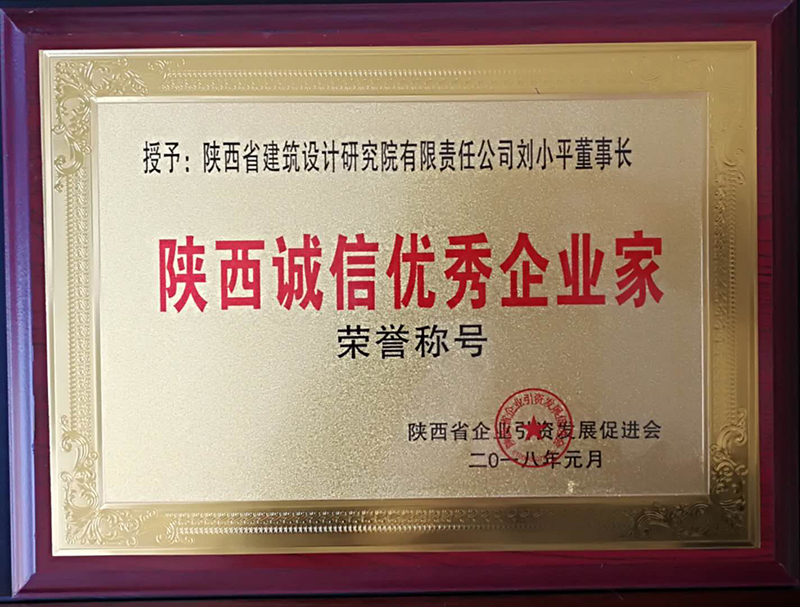 授予：陕西省建筑设计研究院有限责任公司刘小平董事长
陕西诚信优秀企业家
荣誉称号
陕西省企业引资发展促进会
二〇一八年元月